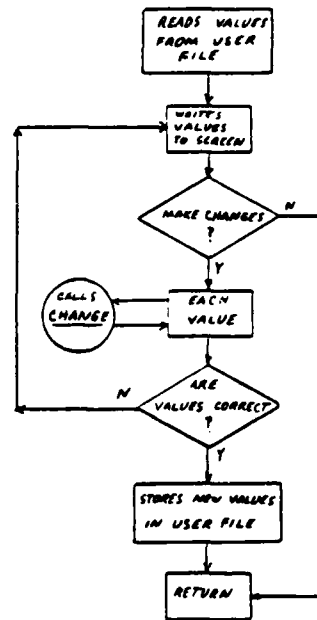 READS VALUES
FROM USER
FILE
WRITES
VALUES
TO SCREEN
MAKE CHANGES
?
N
Y
CALLS
CHANGE
EACH
VALUE
ARE
VALUES CORRECT
?
N
Y
STORES NEW VALUES
IN USER FILE
RETURN